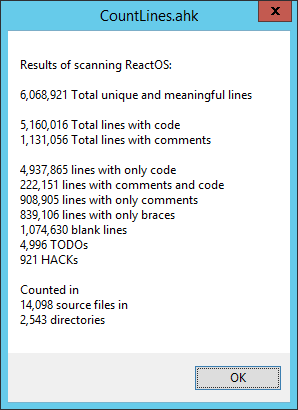 CountLines.ahk
Results of scanning ReactOS:
6,068,921 Total unique and meaningful lines
5,160,016 Total lines with code
1,131,056 Total lines with comments
4,937,865 lines with only code
222,151 lines with comments and code
908,905 lines with only comments
839,106 lines with only braces
1,074,630 blank lines
4,996 TODOs
921 HACKs
Counted in
14,098 source files in
2,543 directories
OK